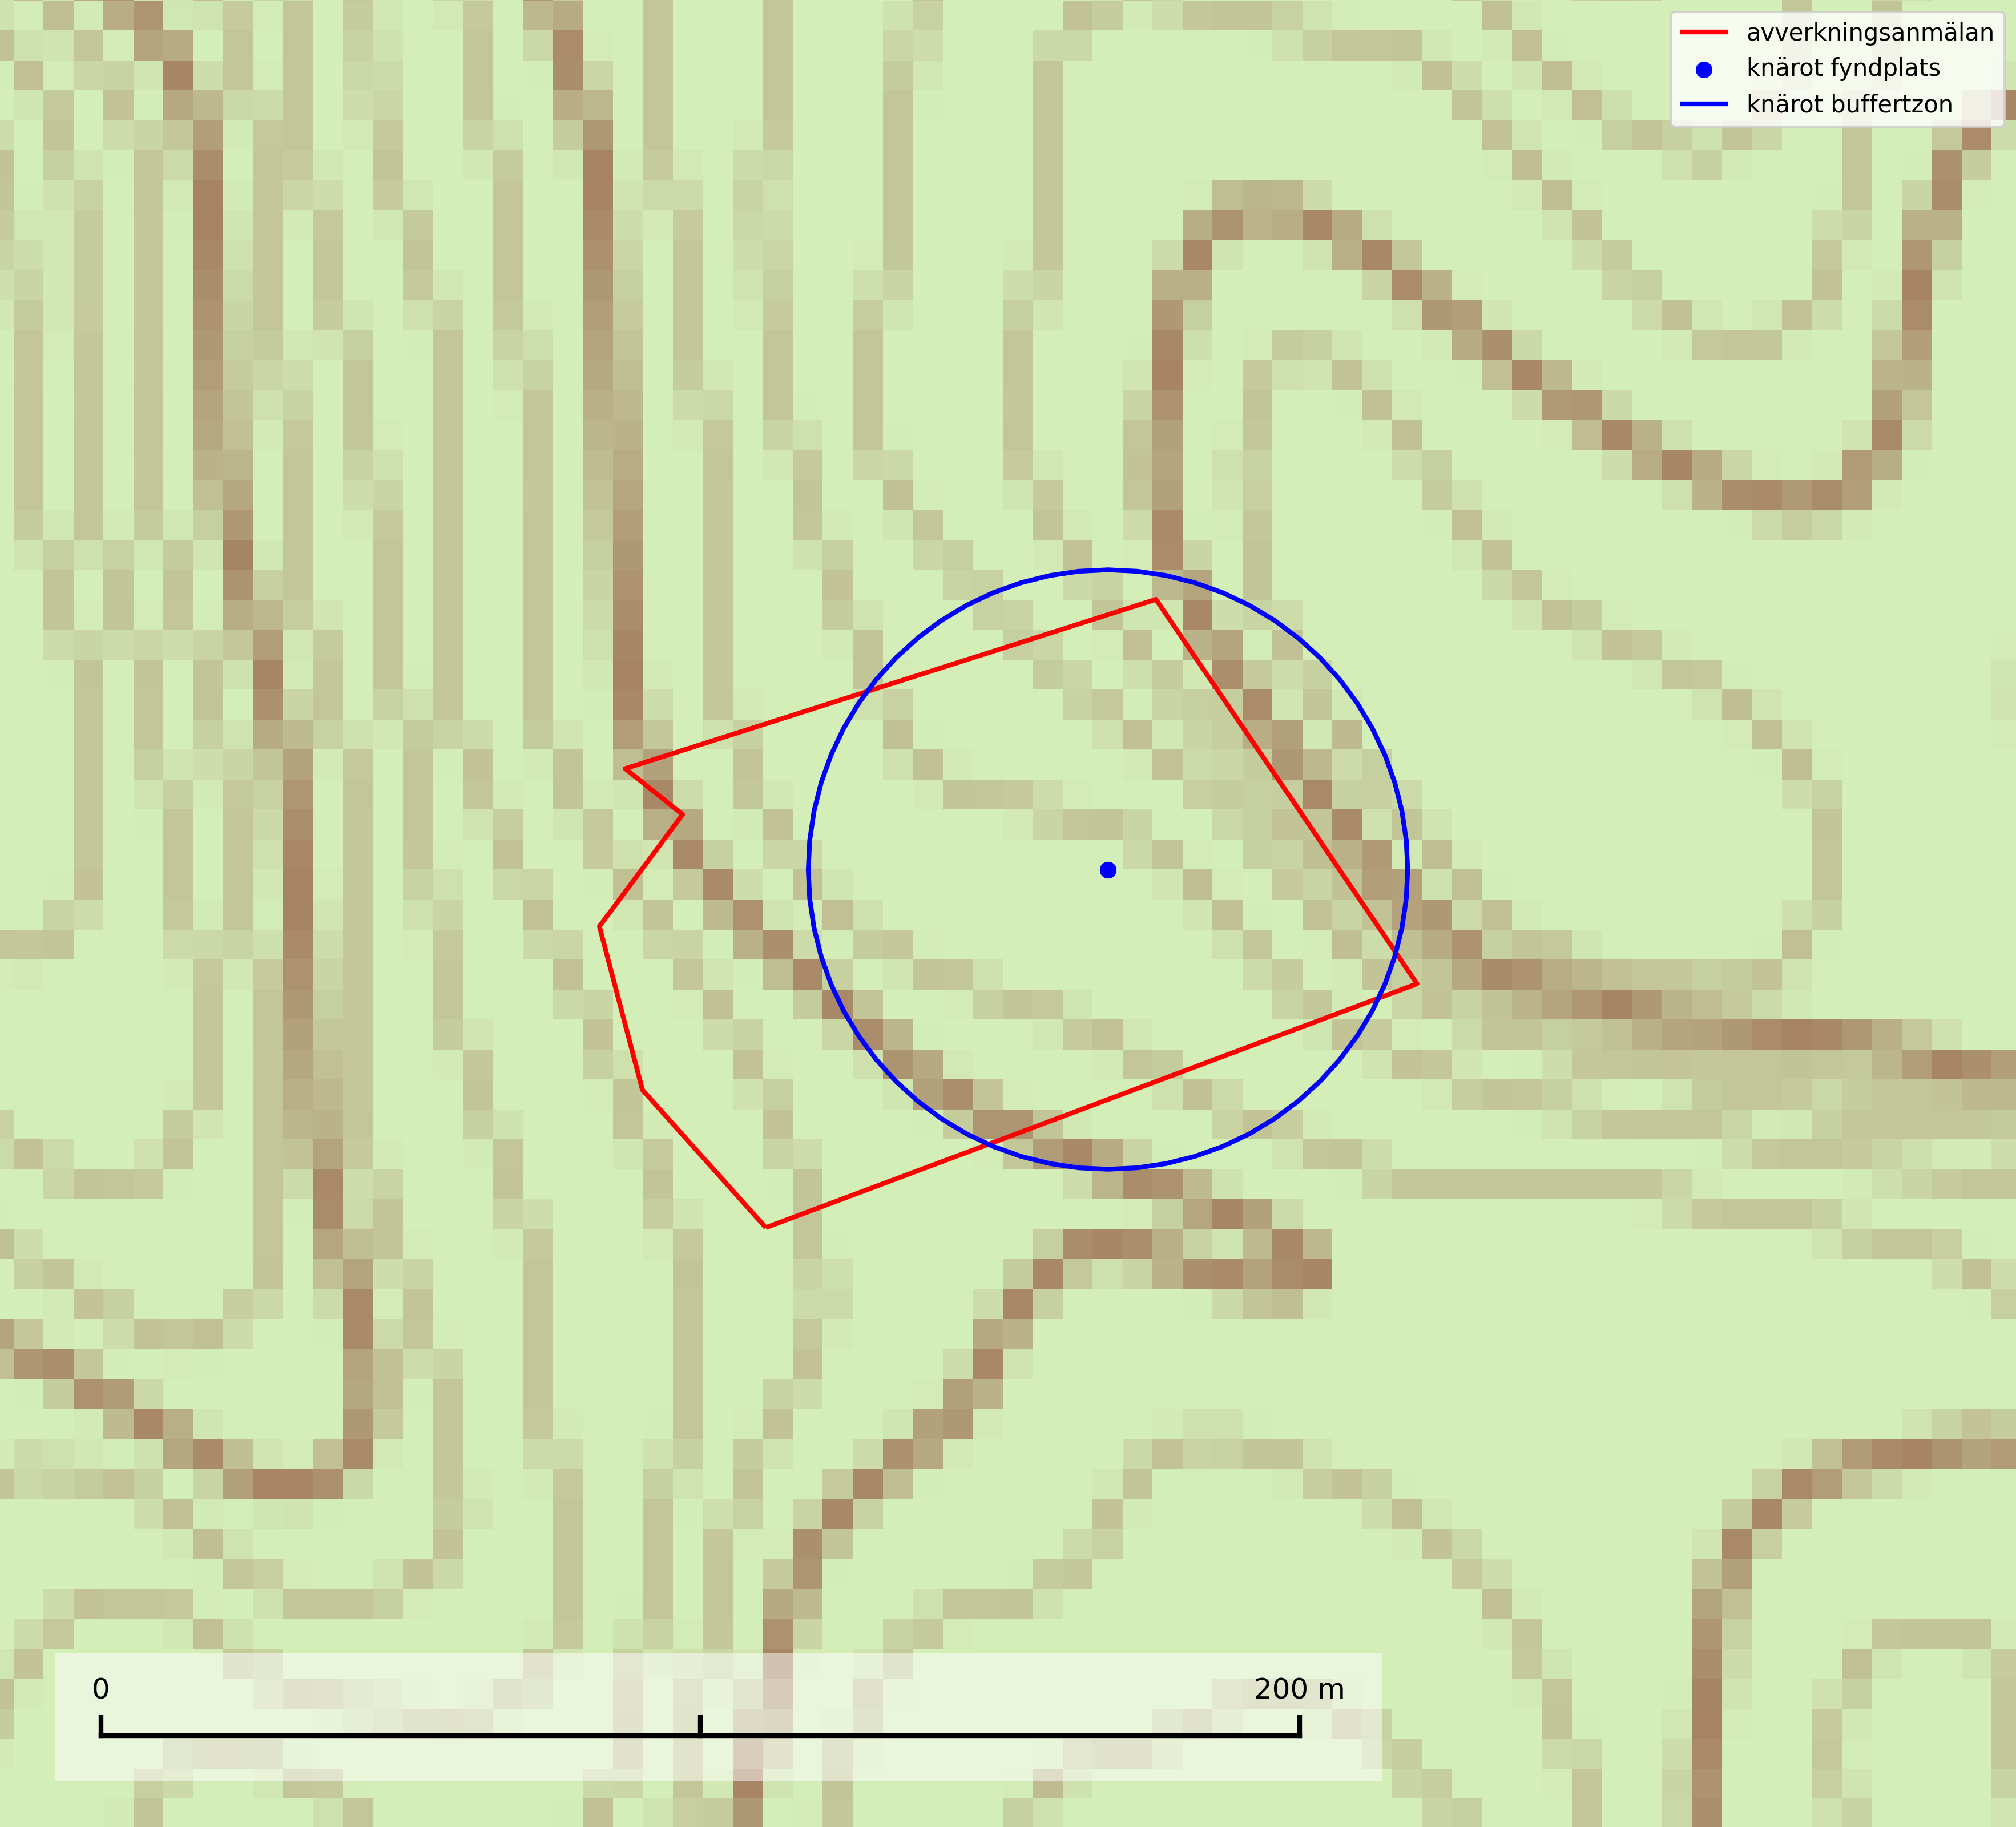 avverkningsanmälan
knärot fyndplats
knärot buffertzon
0 200 m